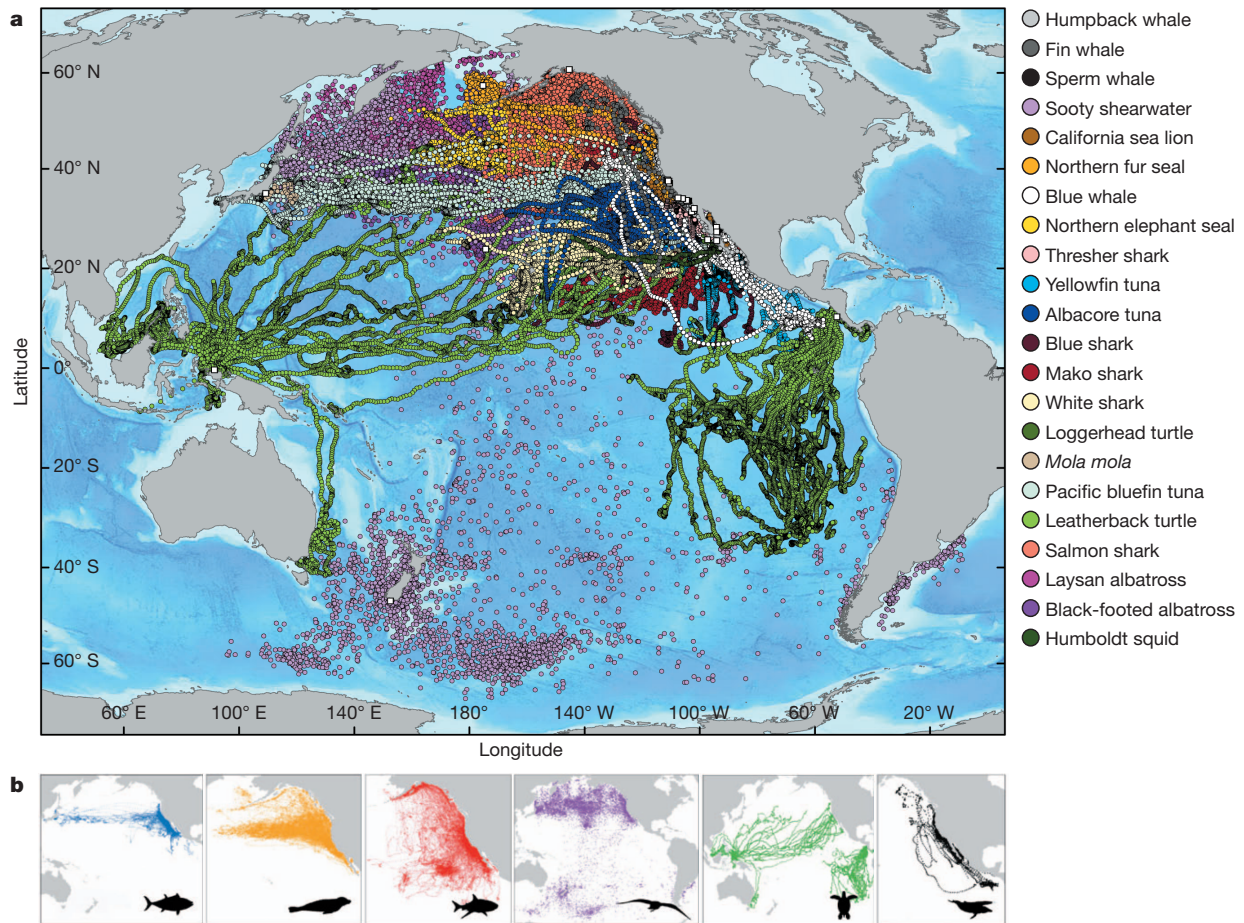 a
60° N
40° N
20° N
0°
20° S
40° S
60° S
Latitude
60° E
100° E
140° E
180°
140° W
100° W
60° W
20° W
Longitude
Humpback whale
Fin whale
Sperm whale
Sooty shearwater
California sea lion
Northern fur seal
Blue whale
Northern elephant seal
Thresher shark
Yellowfin tuna
Albacore tuna
Blue shark
Mako shark
White shark
Loggerhead turtle
Mola mola
Pacific bluefin tuna
Leatherback turtle
Salmon shark
Laysan albatross
Black-footed albatross
Humboldt squid
b